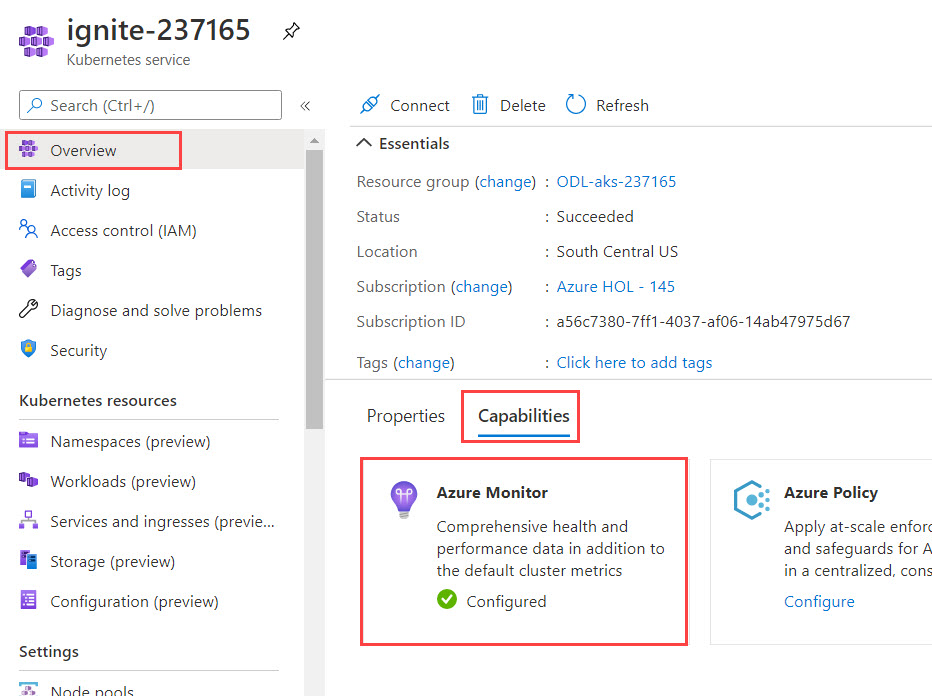 ignite-237165
Kubernetes service
Search (Ctrl+/)
«
Overview
Activity log
Access control (IAM)
Tags
Diagnose and solve problems
Security
Kubernetes resources
Namespaces (preview)
Workloads (preview)
Services and ingresses (previe...
Storage (preview)
Configuration (preview)
Settings
Node pools
Connect Delete Refresh
Essentials
Resource group (change) : ODL-aks-237165
Status : Succeeded
Location : South Central US
Subscription (change) : Azure HOL - 145
Subscription ID : a56c7380-7ff1-4037-af06-14ab47975d67
Tags (change) : Click here to add tags
Properties Capabilities
Azure Monitor
Comprehensive health and
performance data in addition to
the default cluster metrics
Configured
Azure Policy
Apply at-scale enforc
and safeguards for A
in a centralized, cons
Configure